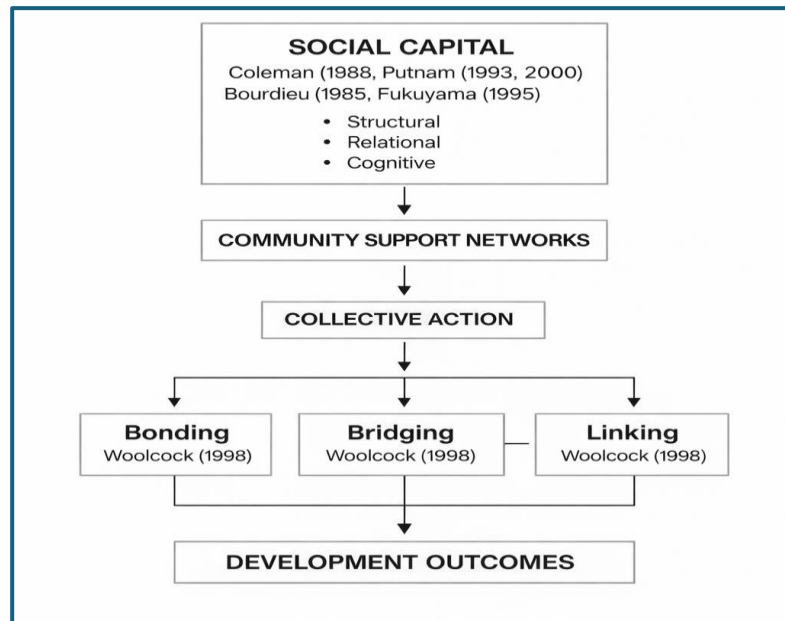 SOCIAL CAPITAL
Coleman (1988, Putnam (1993, 2000)
Bourdieu (1985, Fukuyama (1995)
• Structural
• Relational
• Cognitive
COMMUNITY SUPPORT NETWORKS
COLLECTIVE ACTION
Bonding
Woolcock (1998)
Bridging
Woolcock (1998)
Linking
Woolcock (1998)
DEVELOPMENT OUTCOMES